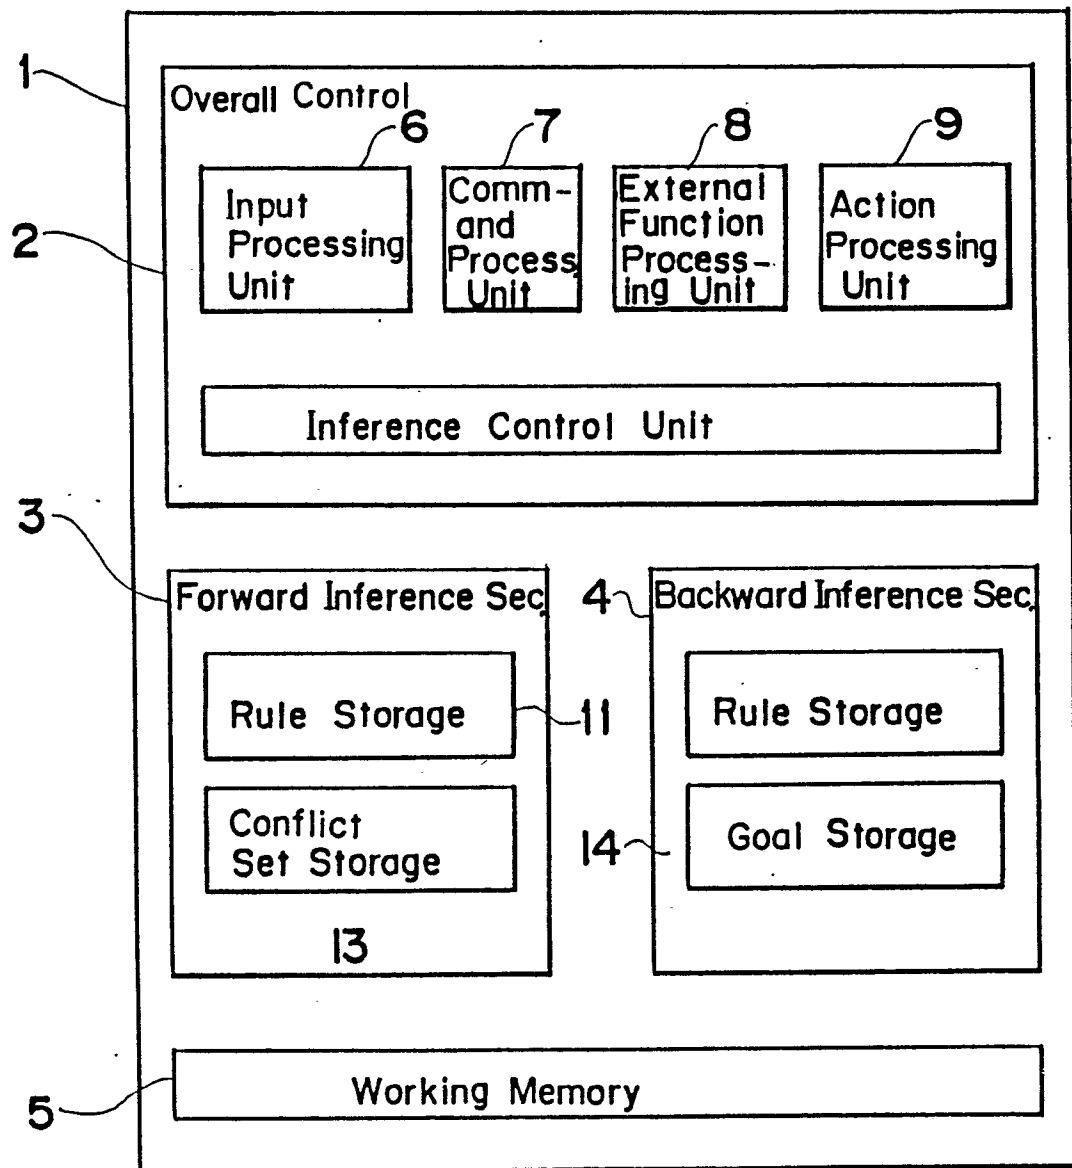 1
Overall Control
6
7
8
9
Input
Processing
Unit
Comm-
and
Process.
Unit
External
Function
Process-
ing Unit
Action
Processing
Unit
2
Inference Control Unit
3
Forward Inference Sec.
4
Backward Inference Sec.
Rule Storage
11
Rule Storage
Conflict
Set Storage
14
Goal Storage
13
5
Working Memory